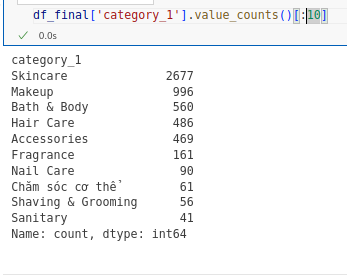 df_final['category_1'].value_counts()[:10]
0.0s
category_1
Skincare 2677
Makeup 996
Bath & Body 560
Hair Care 486
Accessories 469
Fragrance 161
Nail Care 90
Chăm sóc cơ thể 61
Shaving & Grooming 56
Sanitary 41
Name: count, dtype: int64